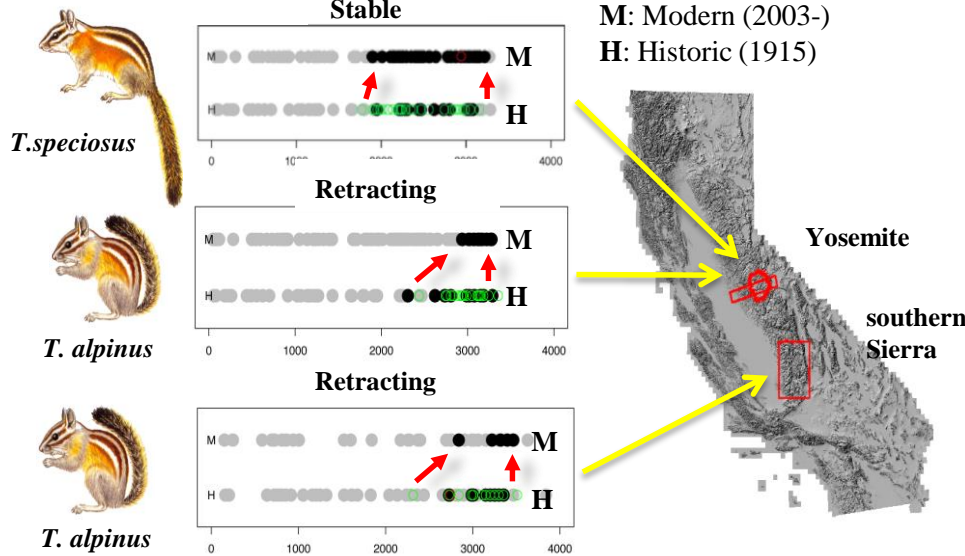 Stable
M: Modern (2003-)
H: Historic (1915)
M
M
H
H
0
1000
2000
3000
4000
T.speciosus
Retracting
M
M
H
H
0
1000
2000
3000
4000
T. alpinus
Yosemite
southern
Sierra
Retracting
M
M
H
H
0
1000
2000
3000
4000
T. alpinus